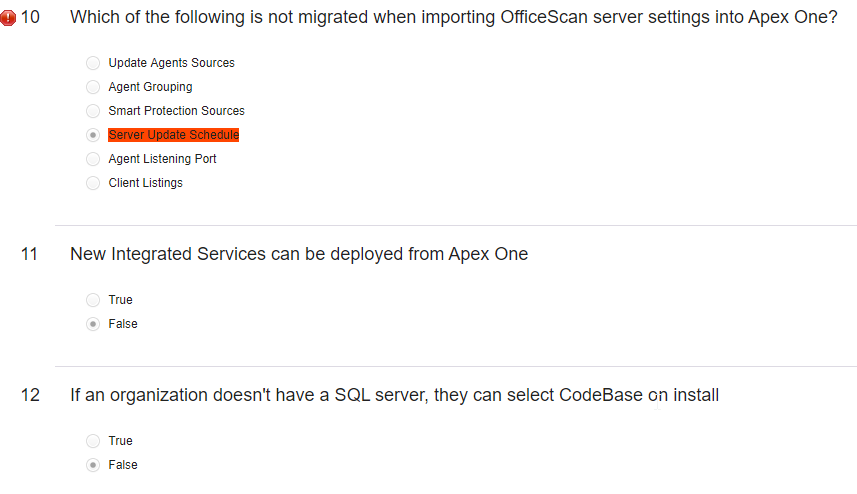 10 Which of the following is not migrated when importing OfficeScan server settings into Apex One?
Update Agents Sources
Agent Grouping
Smart Protection Sources
Server Update Schedule
Agent Listening Port
Client Listings
11 New Integrated Services can be deployed from Apex One
True
False
12 If an organization doesn't have a SQL server, they can select CodeBase on install
True
False